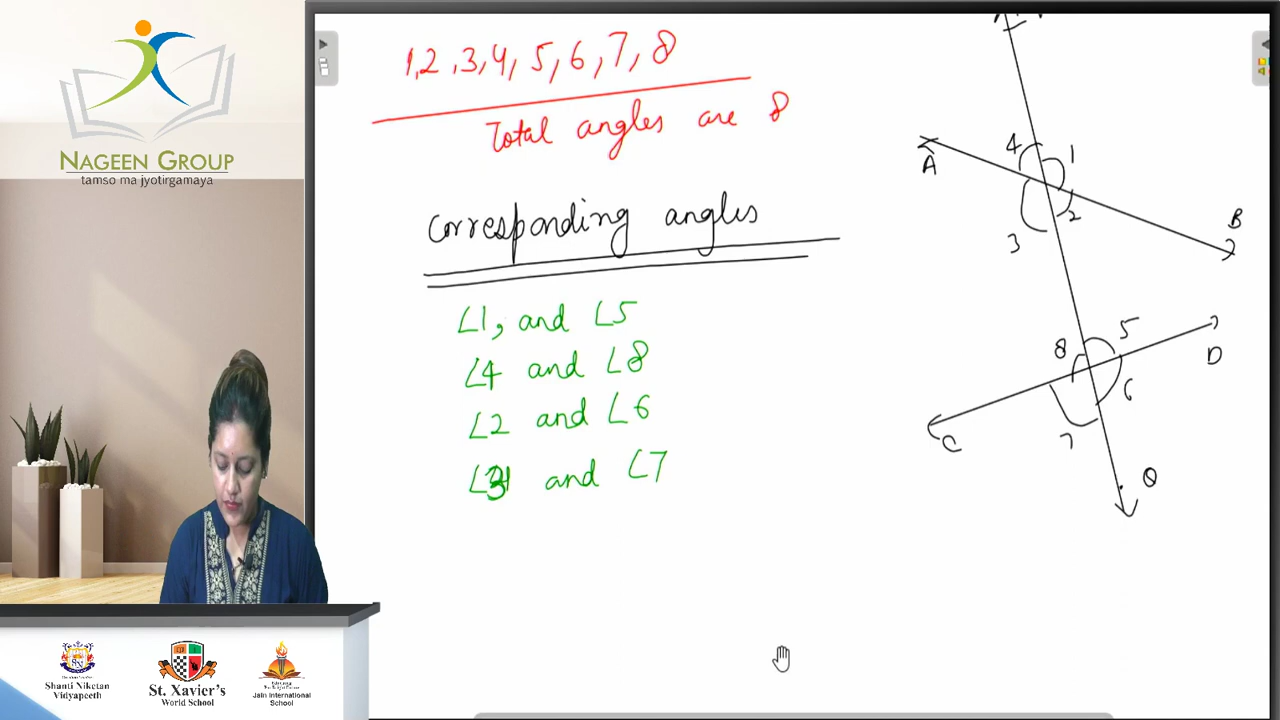 NAGEEN GROUP
tamso ma jyotirgamaya
1,2,3,4,5,6,7,8
Total angles are 8
corresponding angles
∠1, and ∠5
∠4 and ∠8
∠2 and ∠6
∠3 and ∠7
4
1
A
2
3
B
8
5
D
6
C
7
Q
Shanti Niketan
Vidyapeeth
St. Xavier's
World School
Jain International
School